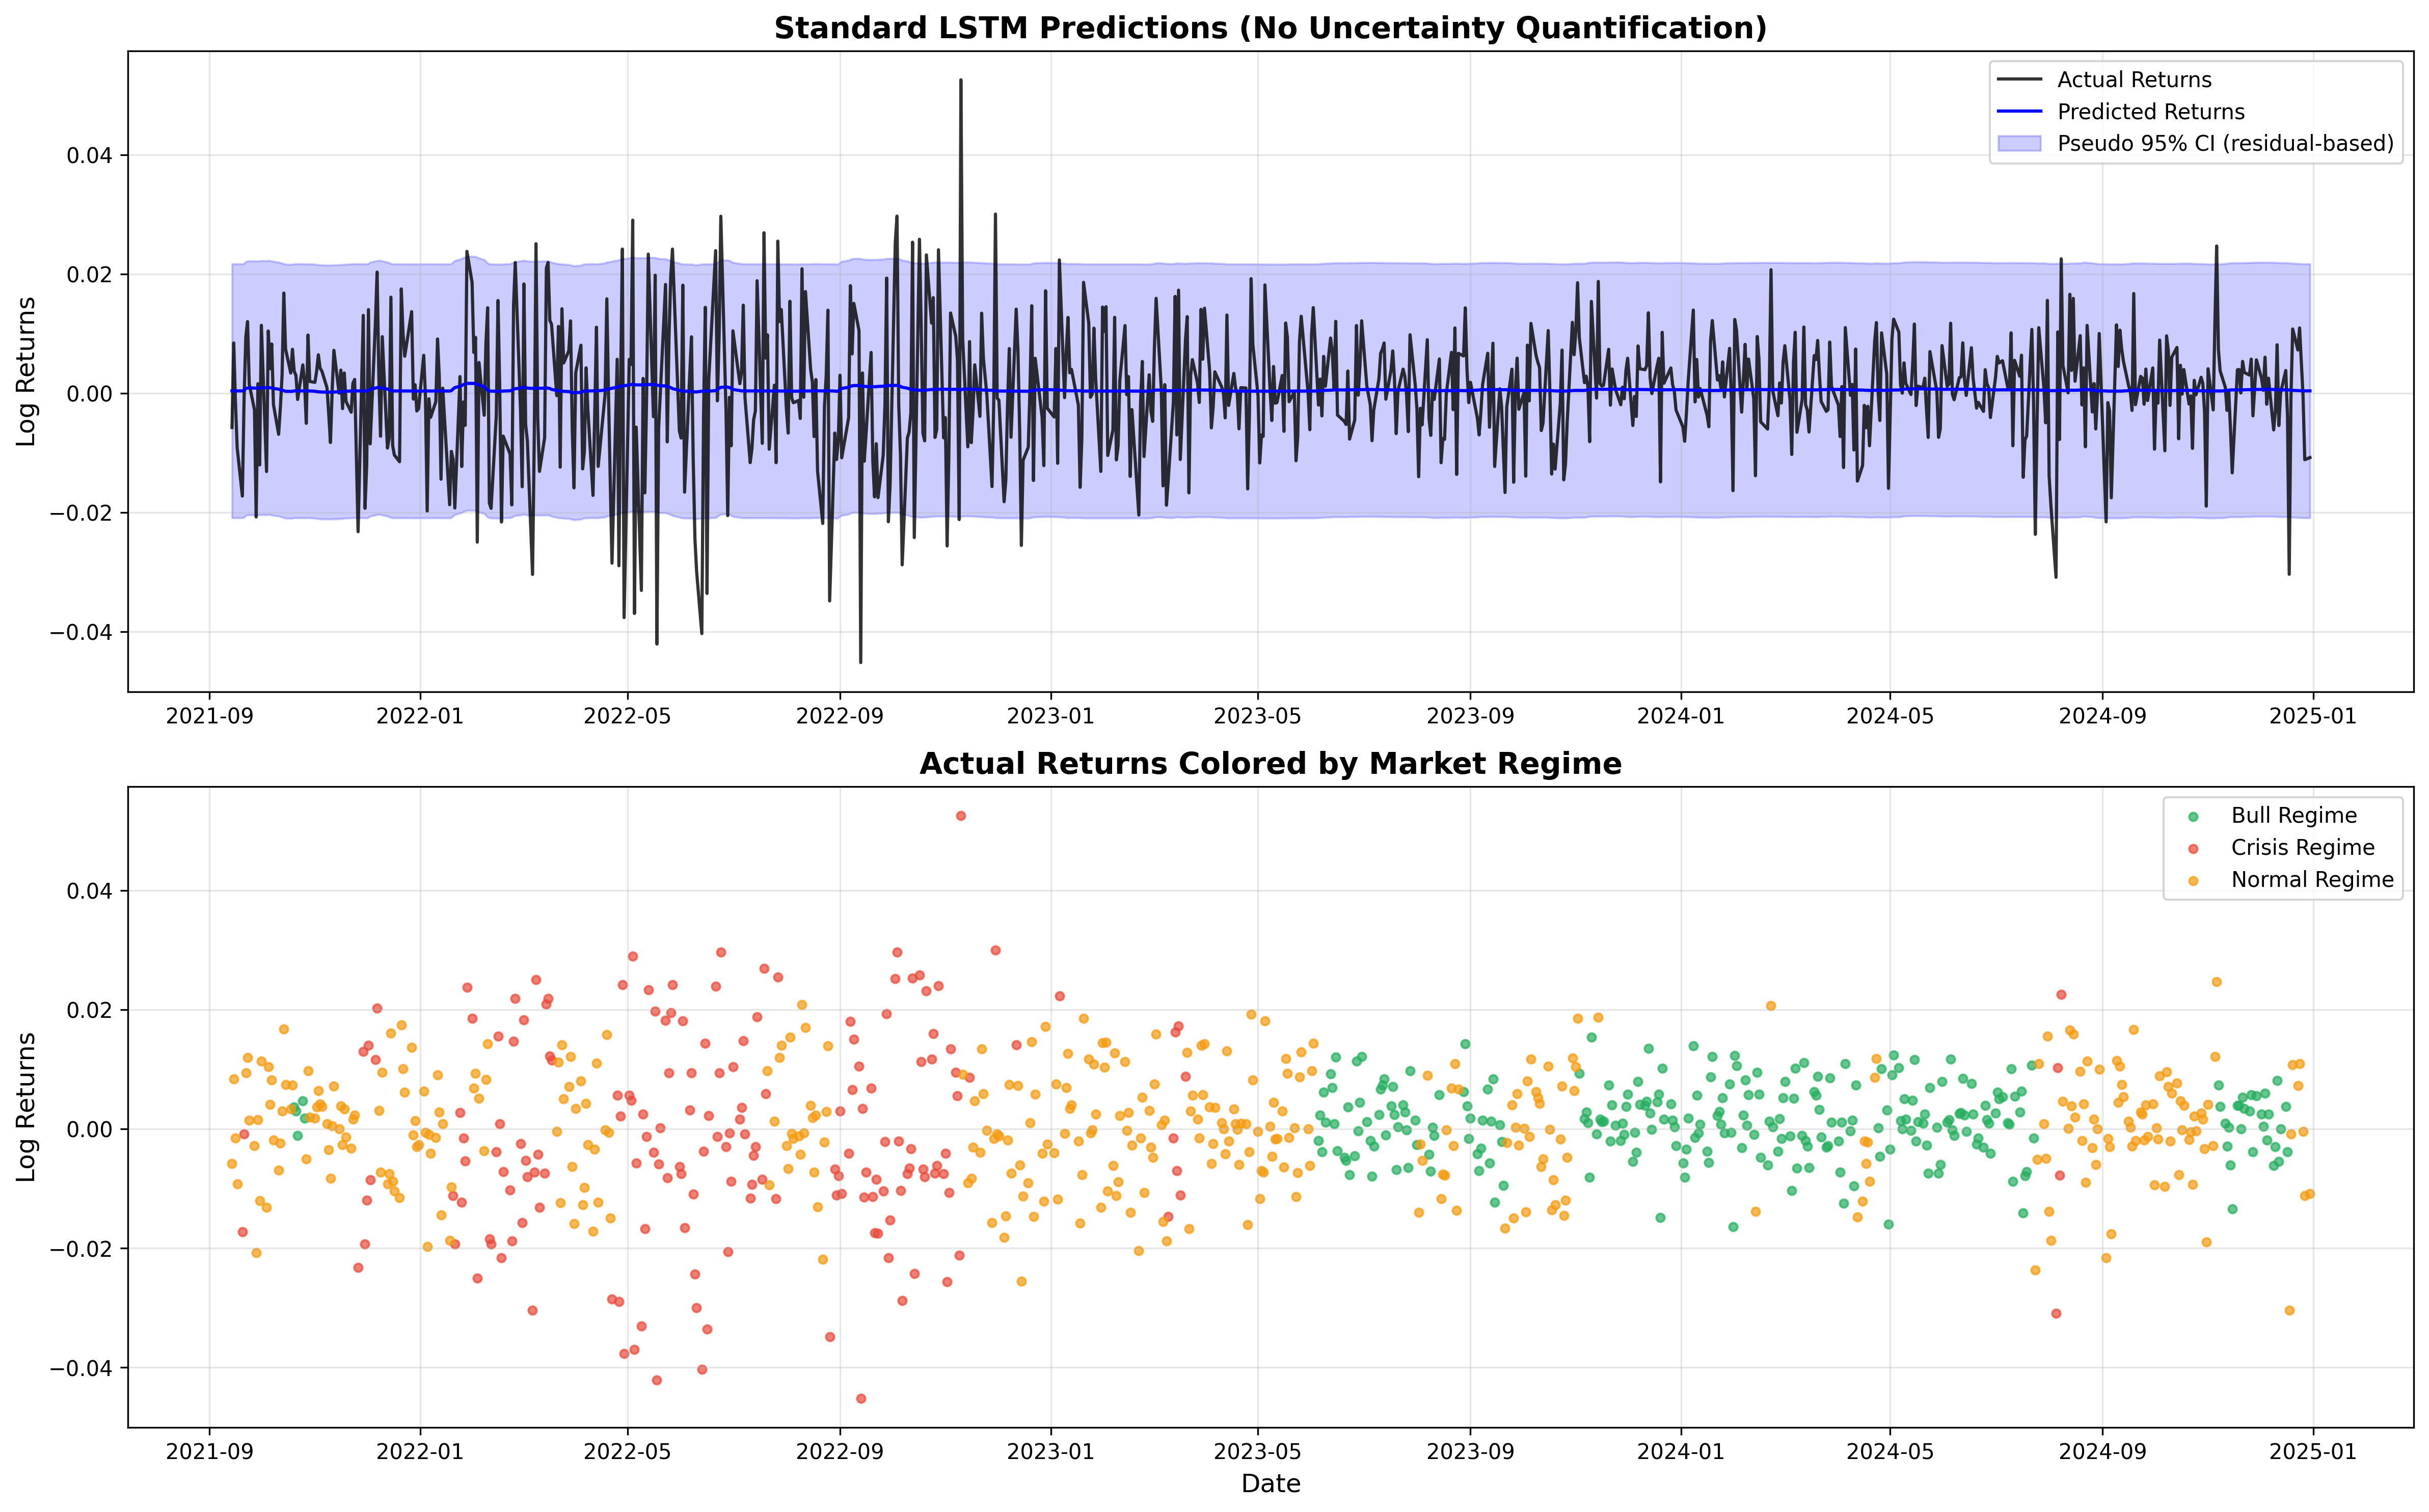 Standard LSTM Predictions (No Uncertainty Quantification)
Actual Returns
Predicted Returns
Pseudo 95% CI (residual-based)
Log Returns
0.04
0.02
0.00
−0.02
−0.04
2021-09 2022-01 2022-05 2022-09 2023-01 2023-05 2023-09 2024-01 2024-05 2024-09 2025-01
Actual Returns Colored by Market Regime
Bull Regime
Crisis Regime
Normal Regime
Log Returns
0.04
0.02
0.00
−0.02
−0.04
2021-09 2022-01 2022-05 2022-09 2023-01 2023-05 2023-09 2024-01 2024-05 2024-09 2025-01
Date